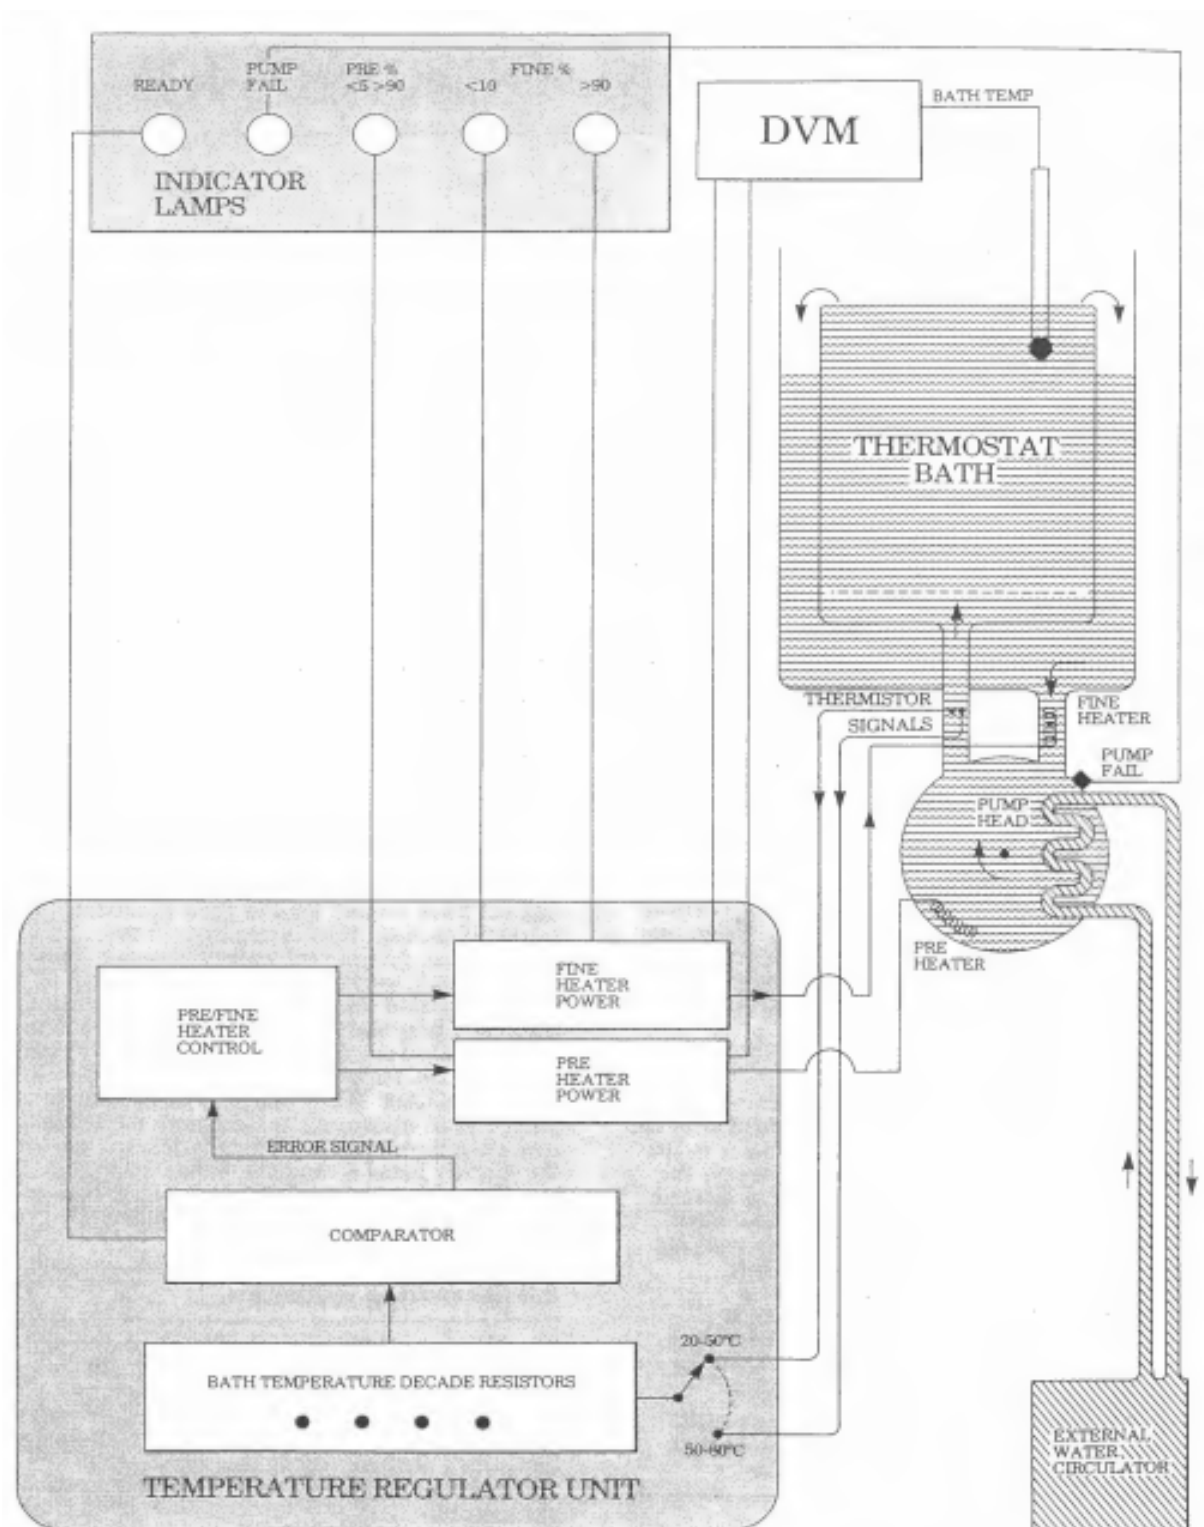 READY
PUMP
FAIL
PRE %
<5 >90
FINE %
<10
>90
INDICATOR
LAMPS
DVM
BATH TEMP
THERMOSTAT
BATH
THERMISTOR
SIGNALS
FINE
HEATER
PUMP
FAIL
PUMP
HEAD
PRE
HEATER
FINE
HEATER
POWER
PRE/FINE
HEATER
CONTROL
PRE
HEATER
POWER
ERROR SIGNAL
COMPARATOR
20-50°C
BATH TEMPERATURE DECADE RESISTORS
50-80°C
TEMPERATURE REGULATOR UNIT
EXTERNAL
WATER
CIRCULATOR